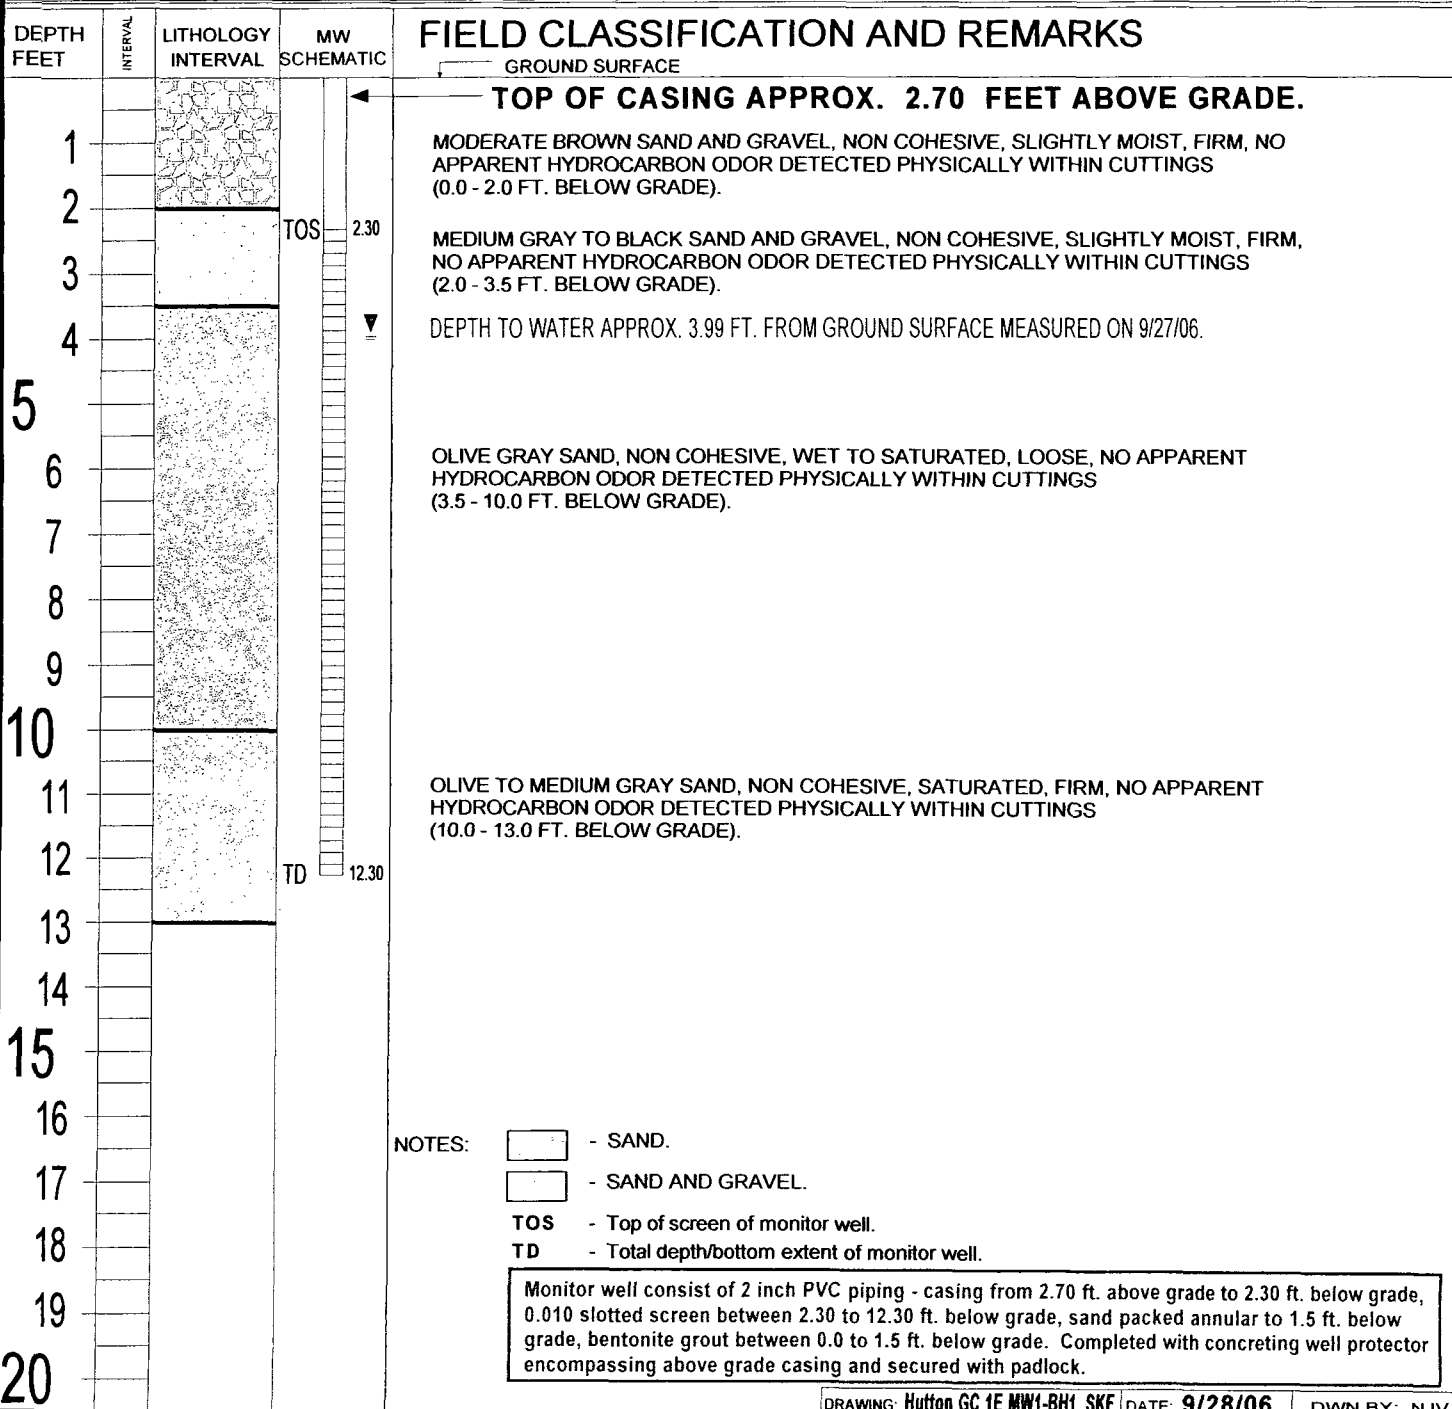 DEPTH FEET
INTERVAL
LITHOLOGY INTERVAL
MW SCHEMATIC
FIELD CLASSIFICATION AND REMARKS
GROUND SURFACE
TOP OF CASING APPROX. 2.70 FEET ABOVE GRADE.
1
MODERATE BROWN SAND AND GRAVEL, NON COHESIVE, SLIGHTLY MOIST, FIRM, NO
APPARENT HYDROCARBON ODOR DETECTED PHYSICALLY WITHIN CUTTINGS
(0.0 - 2.0 FT. BELOW GRADE).
2
TOS 2.30
MEDIUM GRAY TO BLACK SAND AND GRAVEL, NON COHESIVE, SLIGHTLY MOIST, FIRM,
NO APPARENT HYDROCARBON ODOR DETECTED PHYSICALLY WITHIN CUTTINGS
(2.0 - 3.5 FT. BELOW GRADE).
3
DEPTH TO WATER APPROX. 3.99 FT. FROM GROUND SURFACE MEASURED ON 9/27/06.
4
5
OLIVE GRAY SAND, NON COHESIVE, WET TO SATURATED, LOOSE, NO APPARENT
HYDROCARBON ODOR DETECTED PHYSICALLY WITHIN CUTTINGS
(3.5 - 10.0 FT. BELOW GRADE).
6
7
8
9
10
OLIVE TO MEDIUM GRAY SAND, NON COHESIVE, SATURATED, FIRM, NO APPARENT
HYDROCARBON ODOR DETECTED PHYSICALLY WITHIN CUTTINGS
(10.0 - 13.0 FT. BELOW GRADE).
11
12
TD 12.30
13
14
15
16
NOTES: - SAND.
17
- SAND AND GRAVEL.
TOS - Top of screen of monitor well.
18
TD - Total depth/bottom extent of monitor well.
19
Monitor well consist of 2 inch PVC piping - casing from 2.70 ft. above grade to 2.30 ft. below grade,
0.010 slotted screen between 2.30 to 12.30 ft. below grade, sand packed annular to 1.5 ft. below
grade, bentonite grout between 0.0 to 1.5 ft. below grade. Completed with concreting well protector
encompassing above grade casing and secured with padlock.
20
DRAWING: Hutton GC 1E MW1-BH1 SKF DATE: 9/28/06 DWN BY: NJV